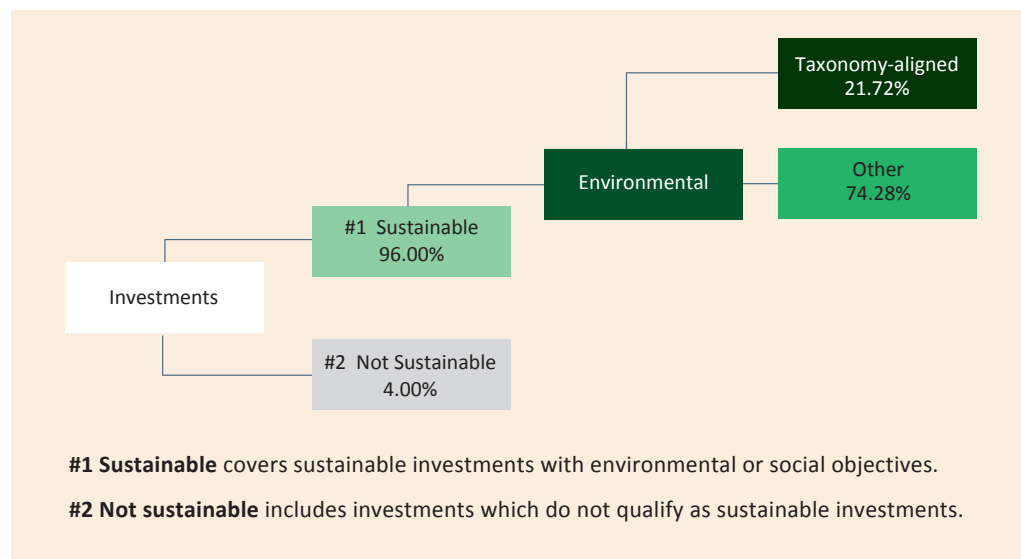 Taxonomy-aligned
21.72%
Environmental
Other
74.28%
#1 Sustainable
96.00%
Investments
#2 Not Sustainable
4.00%
#1 Sustainable covers sustainable investments with environmental or social objectives.
#2 Not sustainable includes investments which do not qualify as sustainable investments.